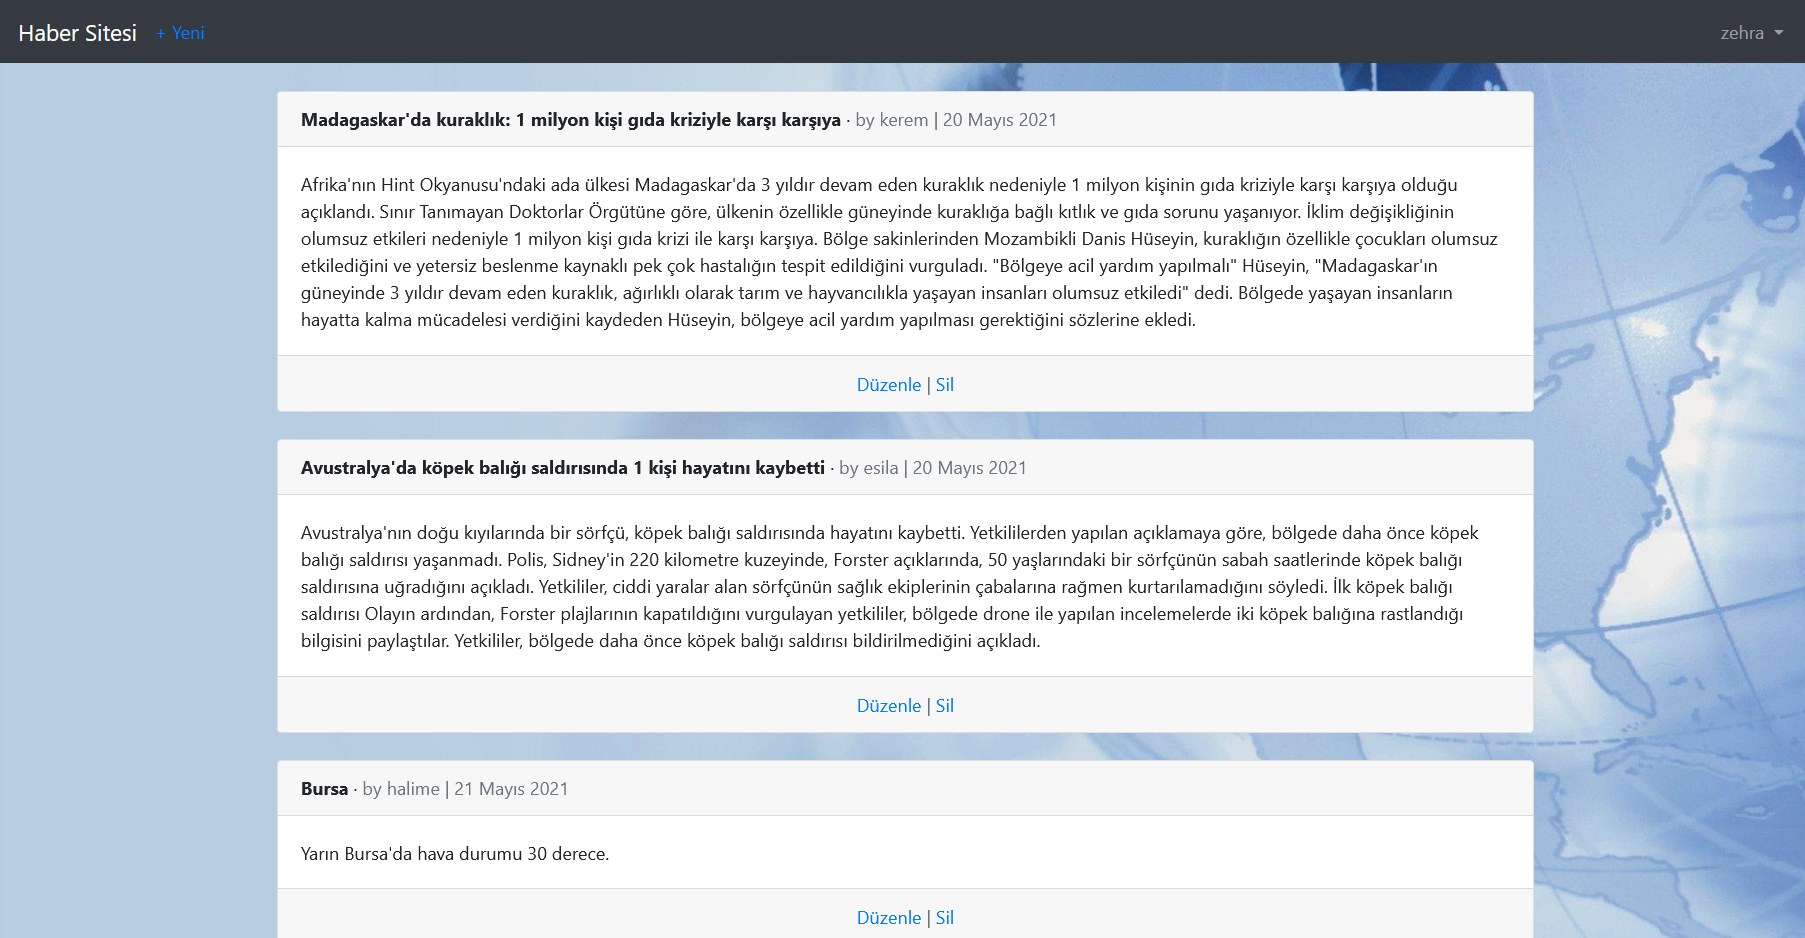 Haber Sitesi + Yeni zehra
Madagaskar'da kuraklık: 1 milyon kişi gıda kriziyle karşı karşıya · by kerem | 20 Mayıs 2021
Afrika'nın Hint Okyanusu'ndaki ada ülkesi Madagaskar'da 3 yıldır devam eden kuraklık nedeniyle 1 milyon kişinin gıda kriziyle karşı karşıya olduğu
açıklandı. Sınır Tanımayan Doktorlar Örgütüne göre, ülkenin özellikle güneyinde kuraklığa bağlı kıtlık ve gıda sorunu yaşanıyor. İklim değişikliğinin
olumsuz etkileri nedeniyle 1 milyon kişi gıda krizi ile karşı karşıya. Bölge sakinlerinden Mozambikli Danis Hüseyin, kuraklığın özellikle çocukları olumsuz
etkilediğini ve yetersiz beslenme kaynaklı pek çok hastalığın tespit edildiğini vurguladı. "Bölgeye acil yardım yapılmalı" Hüseyin, "Madagaskar'ın
güneyinde 3 yıldır devam eden kuraklık, ağırlıklı olarak tarım ve hayvancılıkla yaşayan insanları olumsuz etkiledi" dedi. Bölgede yaşayan insanların
hayatta kalma mücadelesi verdiğini kaydeden Hüseyin, bölgeye acil yardım yapılması gerektiğini sözlerine ekledi.
Düzenle | Sil
Avustralya'da köpek balığı saldırısında 1 kişi hayatını kaybetti · by esila | 20 Mayıs 2021
Avustralya'nın doğu kıyılarında bir sörfçü, köpek balığı saldırısında hayatını kaybetti. Yetkililerden yapılan açıklamaya göre, bölgede daha önce köpek
balığı saldırısı yaşanmadı. Polis, Sidney'in 220 kilometre kuzeyinde, Forster açıklarında, 50 yaşlarındaki bir sörfçünün sabah saatlerinde köpek balığı
saldırısına uğradığını açıkladı. Yetkililer, ciddi yaralar alan sörfçünün sağlık ekiplerinin çabalarına rağmen kurtarılamadığını söyledi. İlk köpek balığı
saldırısı Olayın ardından, Forster plajlarının kapatıldığını vurgulayan yetkililer, bölgede drone ile yapılan incelemelerde iki köpek balığına rastlandığı
bilgisini paylaştılar. Yetkililer, bölgede daha önce köpek balığı saldırısı bildirilmediğini açıkladı.
Düzenle | Sil
Bursa · by halime | 21 Mayıs 2021
Yarın Bursa'da hava durumu 30 derece.
Düzenle | Sil